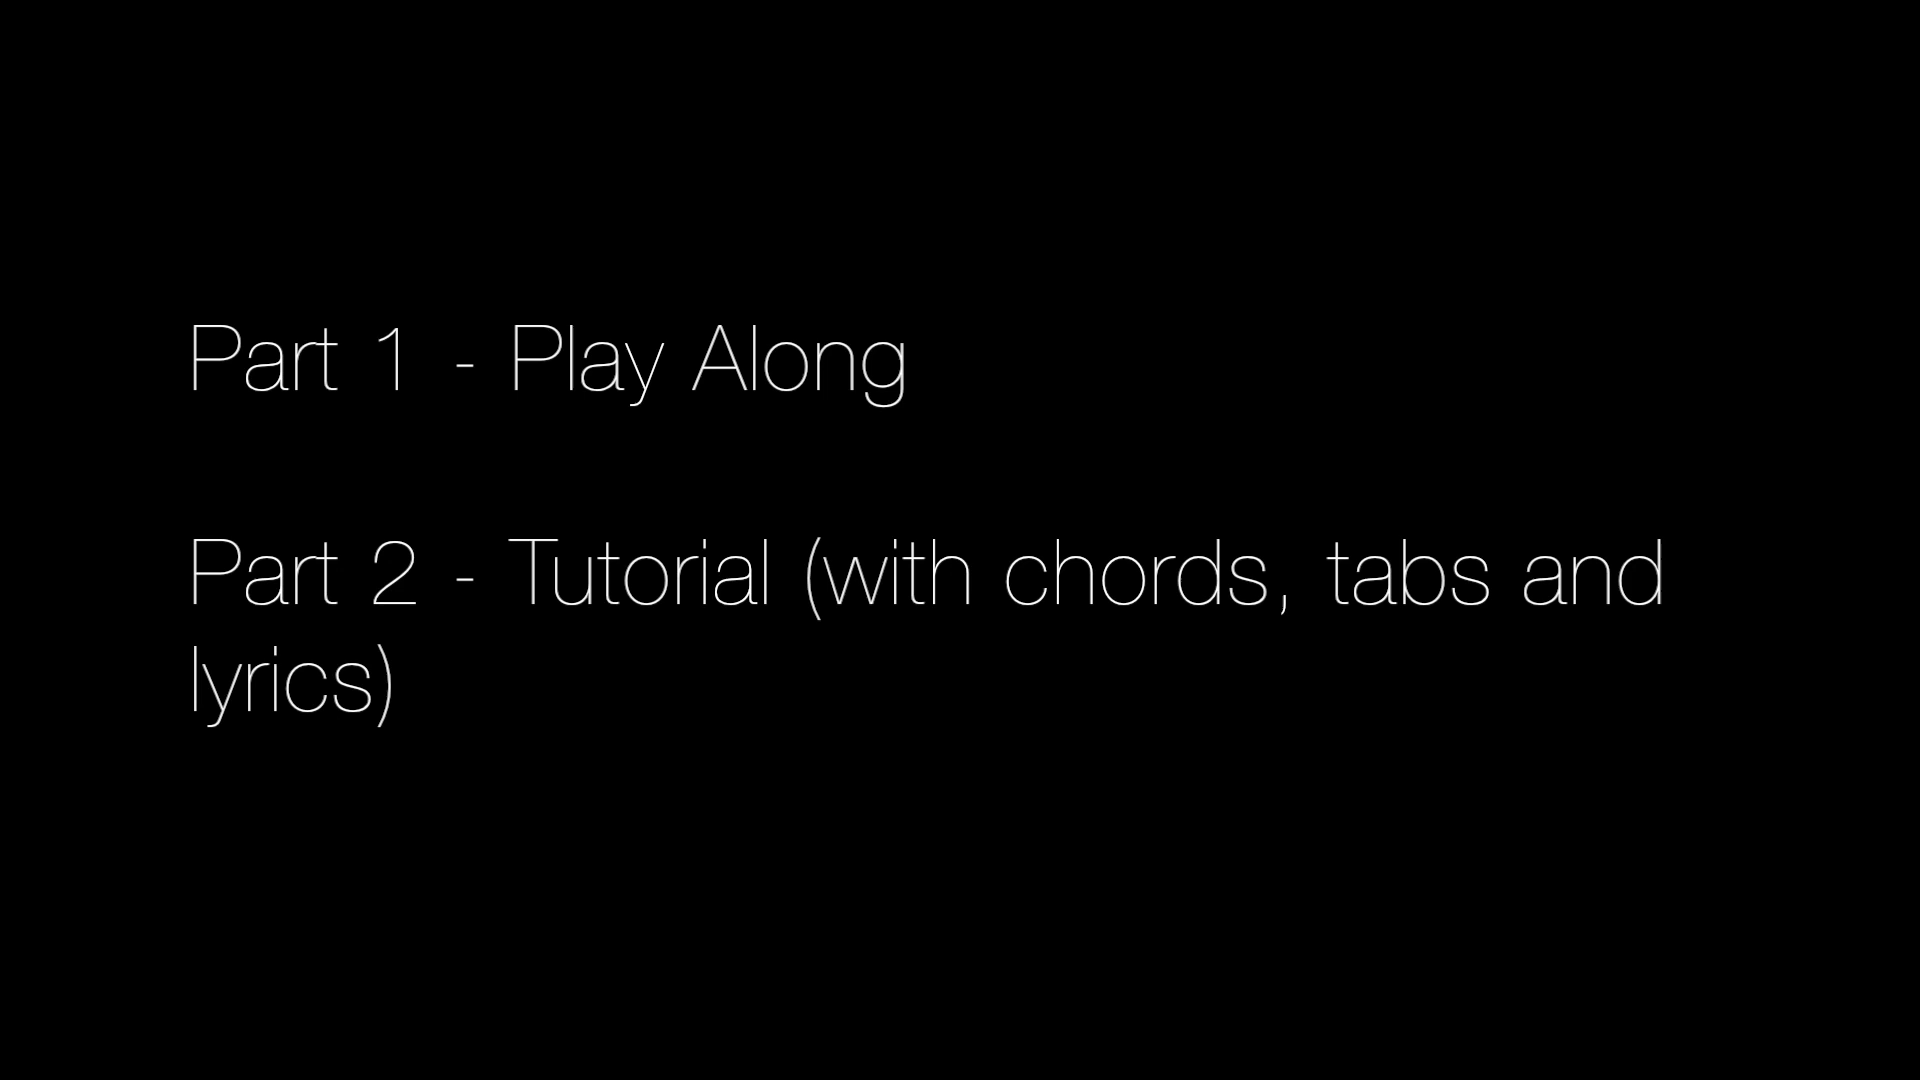 Part 1 - Play Along
Part 2 - Tutorial (with chords, tabs and
lyrics)